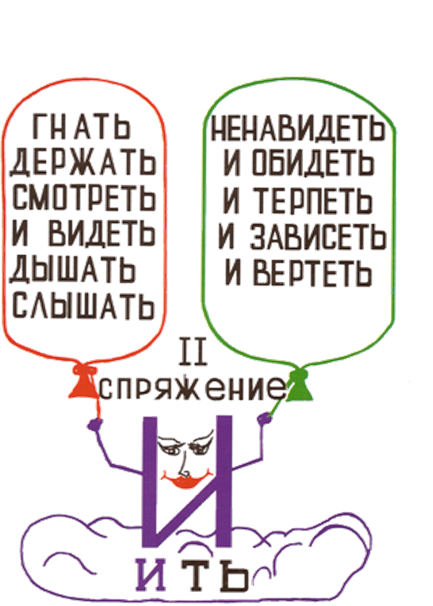 ГНАТЬ
ДЕРЖАТЬ
СМОТРЕТЬ
И ВИДЕТЬ
ДЫШАТЬ
СЛЫШАТЬ
НЕНАВИДЕТЬ
И ОБИДЕТЬ
И ТЕРПЕТЬ
И ЗАВИСЕТЬ
И ВЕРТЕТЬ
II
спряжение
И
ИТЬ